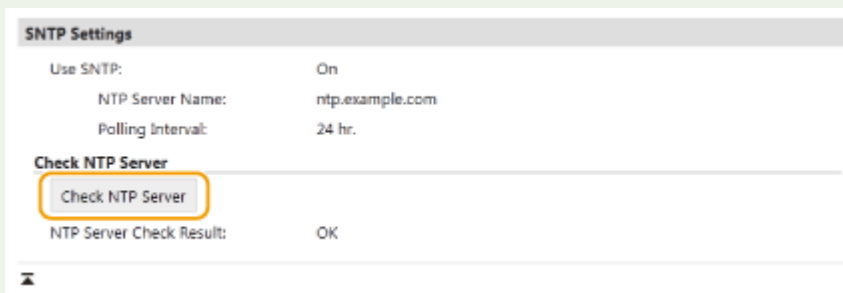 SNTP Settings
Use SNTP: On
NTP Server Name: ntp.example.com
Polling Interval: 24 hr.
Check NTP Server
Check NTP Server
NTP Server Check Result: OK